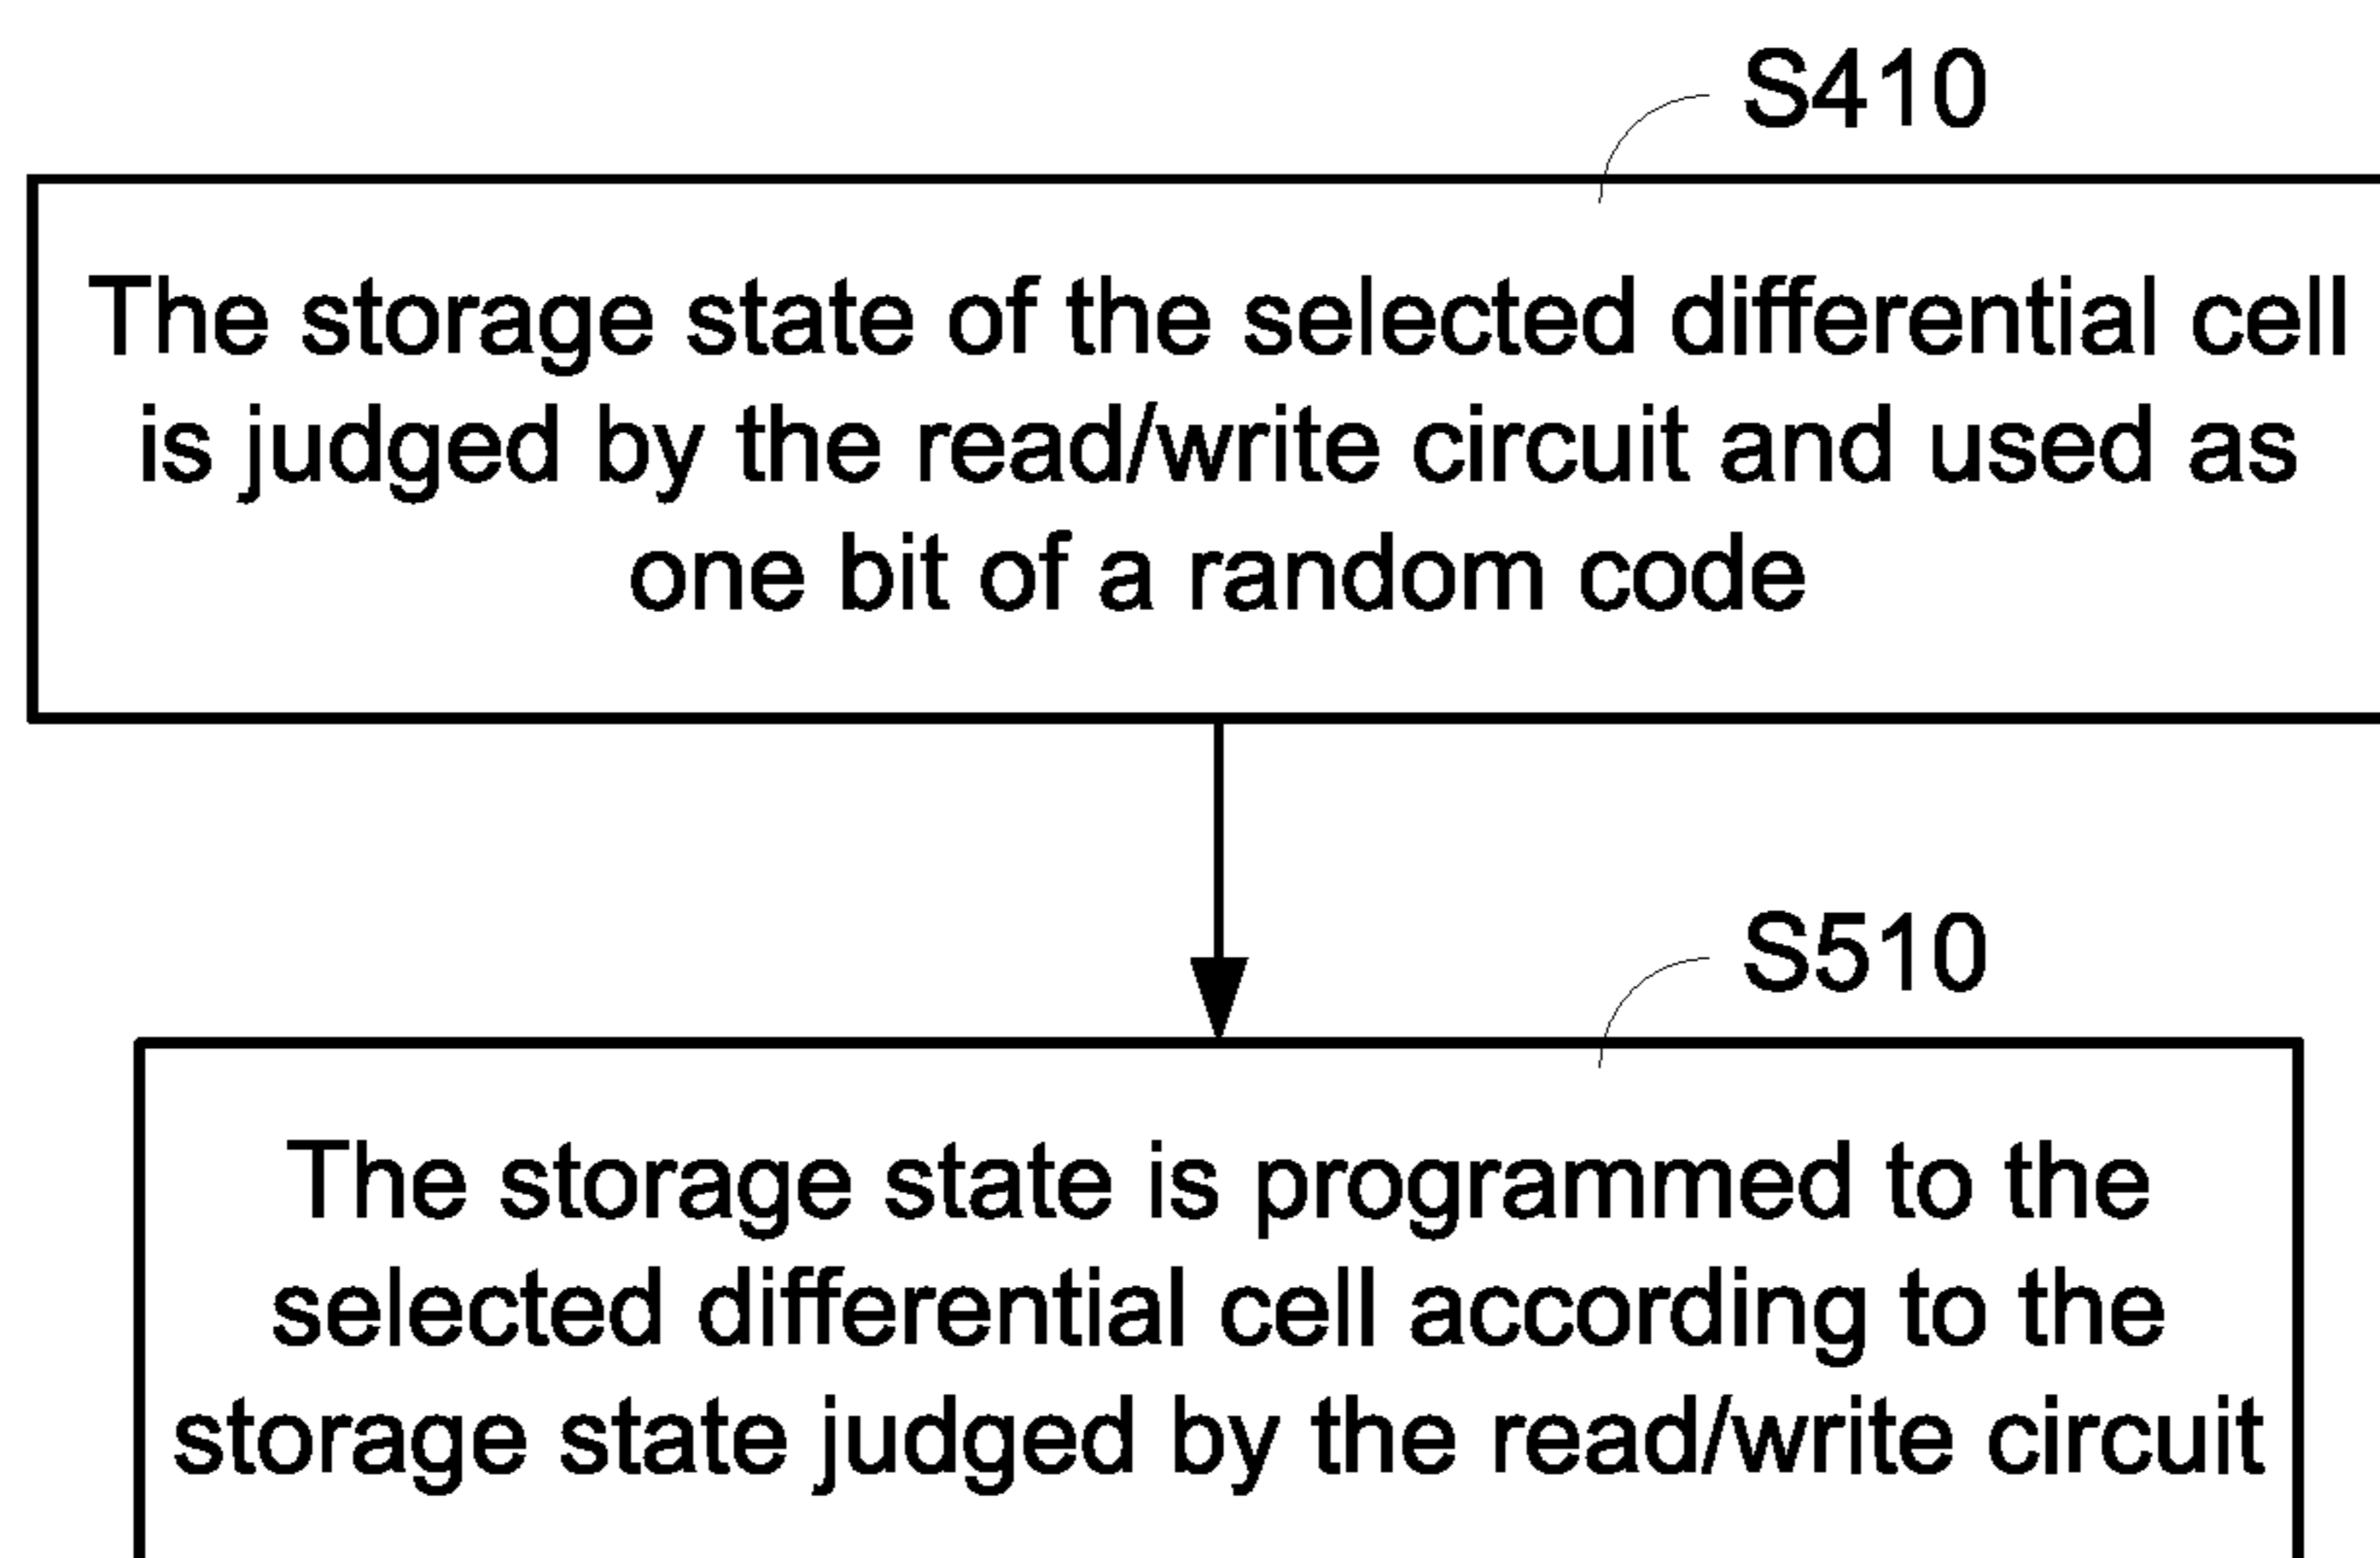 S410
The storage state of the selected differential cell
is judged by the read/write circuit and used as
one bit of a random code
S510
The storage state is programmed to the
selected differential cell according to the
storage state judged by the read/write circuit